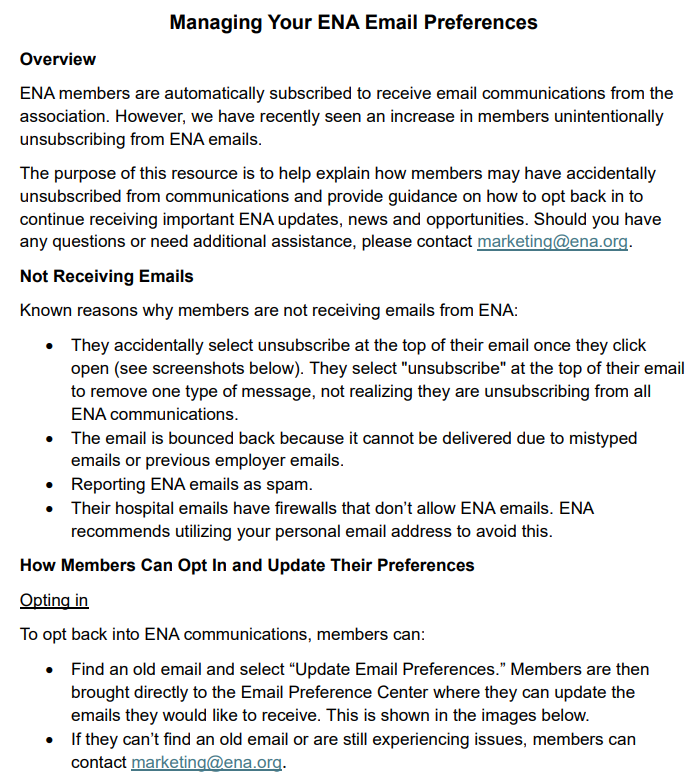 Managing Your ENA Email Preferences
Overview
ENA members are automatically subscribed to receive email communications from the
association. However, we have recently seen an increase in members unintentionally
unsubscribing from ENA emails.
The purpose of this resource is to help explain how members may have accidentally
unsubscribed from communications and provide guidance on how to opt back in to
continue receiving important ENA updates, news and opportunities. Should you have
any questions or need additional assistance, please contact marketing@ena.org.
Not Receiving Emails
Known reasons why members are not receiving emails from ENA:
• They accidentally select unsubscribe at the top of their email once they click
open (see screenshots below). They select "unsubscribe" at the top of their email
to remove one type of message, not realizing they are unsubscribing from all
ENA communications.
• The email is bounced back because it cannot be delivered due to mistyped
emails or previous employer emails.
• Reporting ENA emails as spam.
• Their hospital emails have firewalls that don’t allow ENA emails. ENA
recommends utilizing your personal email address to avoid this.
How Members Can Opt In and Update Their Preferences
Opting in
To opt back into ENA communications, members can:
• Find an old email and select “Update Email Preferences.” Members are then
brought directly to the Email Preference Center where they can update the
emails they would like to receive. This is shown in the images below.
• If they can’t find an old email or are still experiencing issues, members can
contact marketing@ena.org.